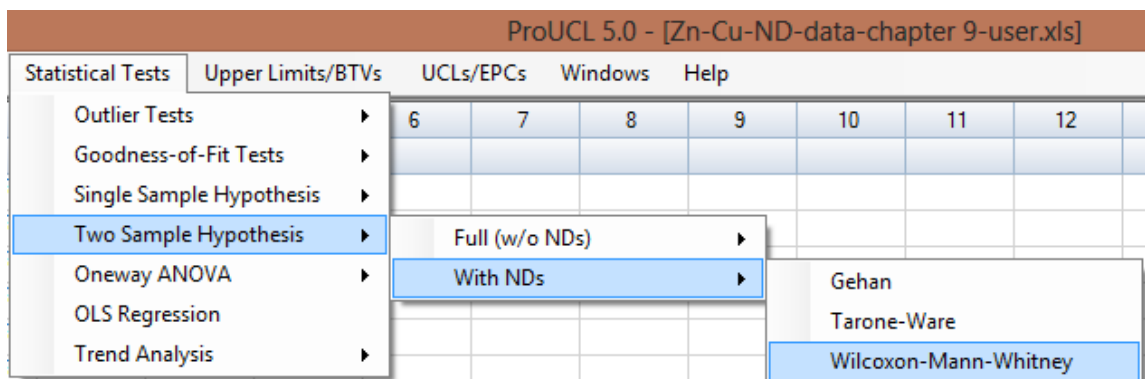 ProUCL 5.0 - [Zn-Cu-ND-data-chapter 9-user.xls]
Statistical Tests Upper Limits/BTVs UCLs/EPCs Windows Help
Outlier Tests 6 7 8 9 10 11 12
Goodness-of-Fit Tests
Single Sample Hypothesis
Two Sample Hypothesis Full (w/o NDs)
Oneway ANOVA With NDs Gehan
OLS Regression Tarone-Ware
Trend Analysis Wilcoxon-Mann-Whitney